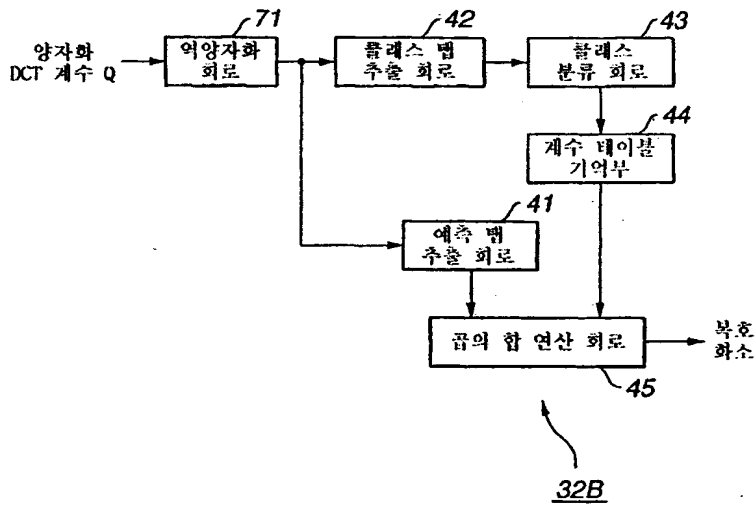 71
42
43
양자화
DCT 계수 Q
역양자화
회로
클래스 탭
추출 회로
클래스
분류 회로
44
계수 테이블
기억부
41
예측 탭
추출 회로
곱의 합 연산 회로
복호
화소
45
32B